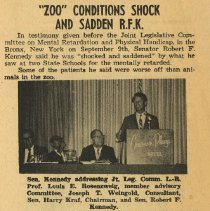 "ZOO" CONDITIONS SHOCK
AND SADDEN R.F.K.
In testimony given before the Joint Legislative Com-
mittee on Mental Retardation and Physical Handicap, in the
Bronx, New York on September 9th, Senator Robert F.
Kennedy said he was "shocked and saddened" by what he
saw at two State Schools for the mentally retarded.
Some of the patients he said were worse off than ani-
mals in the zoo.
Sen. Kennedy addressing Jt. Leg. Comm. L.-R.
Prof. Louis E. Rosenzweig, member advisory
Committee, Joseph T. Weingold, Consultant,
Sen. Harry Kraf, Chairman, and Sen. Robert F.
Kennedy.